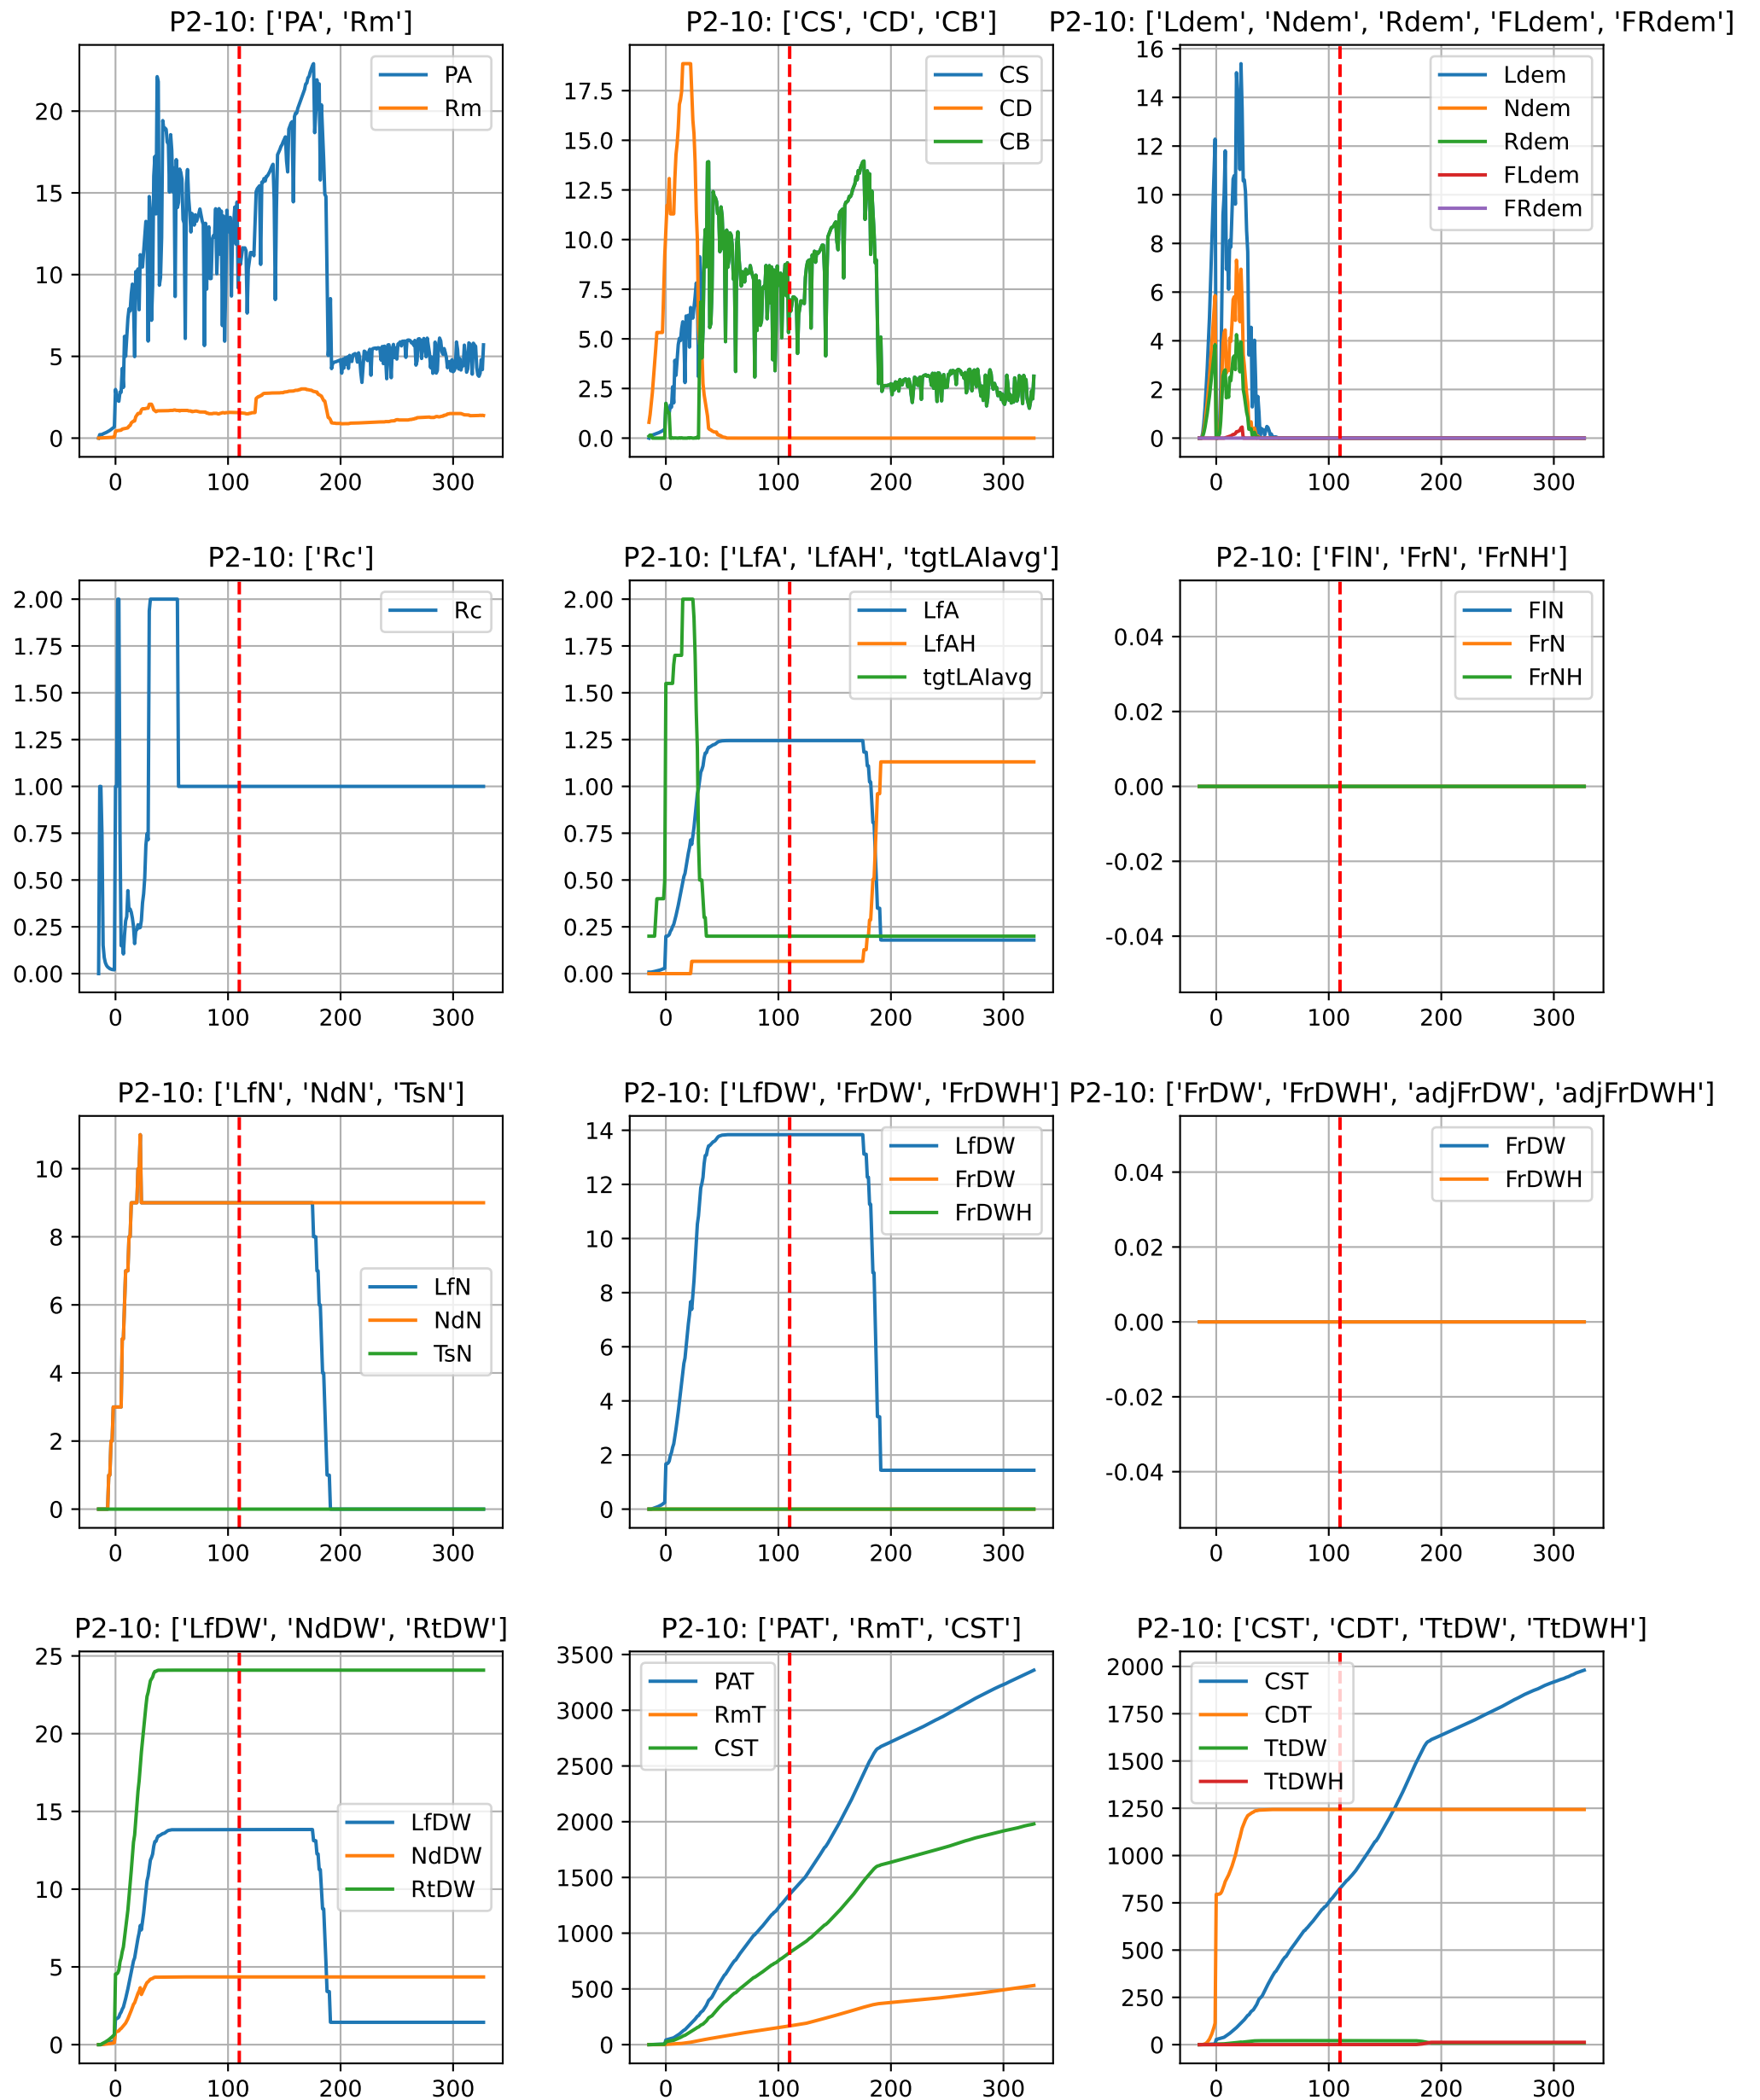 P2-10: ['PA', 'Rm']
20
15
10
5
0
0 100 200 300
PA
Rm
P2-10: ['CS', 'CD', 'CB']
17.5
15.0
12.5
10.0
7.5
5.0
2.5
0.0
0 100 200 300
CS
CD
CB
P2-10: ['Ldem', 'Ndem', 'Rdem', 'FLdem', 'FRdem']
16
14
12
10
8
6
4
2
0
0 100 200 300
Ldem
Ndem
Rdem
FLdem
FRdem
P2-10: ['Rc']
2.00
1.75
1.50
1.25
1.00
0.75
0.50
0.25
0.00
0 100 200 300
Rc
P2-10: ['LfA', 'LfAH', 'tgtLAIavg']
2.00
1.75
1.50
1.25
1.00
0.75
0.50
0.25
0.00
0 100 200 300
LfA
LfAH
tgtLAIavg
P2-10: ['FlN', 'FrN', 'FrNH']
0.04
0.02
0.00
-0.02
-0.04
0 100 200 300
FlN
FrN
FrNH
P2-10: ['LfN', 'NdN', 'TsN']
10
8
6
4
2
0
0 100 200 300
LfN
NdN
TsN
P2-10: ['LfDW', 'FrDW', 'FrDWH']
14
12
10
8
6
4
2
0
0 100 200 300
LfDW
FrDW
FrDWH
P2-10: ['FrDW', 'FrDWH', 'adjFrDW', 'adjFrDWH']
0.04
0.02
0.00
-0.02
-0.04
0 100 200 300
FrDW
FrDWH
P2-10: ['LfDW', 'NdDW', 'RtDW']
25
20
15
10
5
0
0 100 200 300
LfDW
NdDW
RtDW
P2-10: ['PAT', 'RmT', 'CST']
3500
3000
2500
2000
1500
1000
500
0
0 100 200 300
PAT
RmT
CST
P2-10: ['CST', 'CDT', 'TtDW', 'TtDWH']
2000
1750
1500
1250
1000
750
500
250
0
0 100 200 300
CST
CDT
TtDW
TtDWH